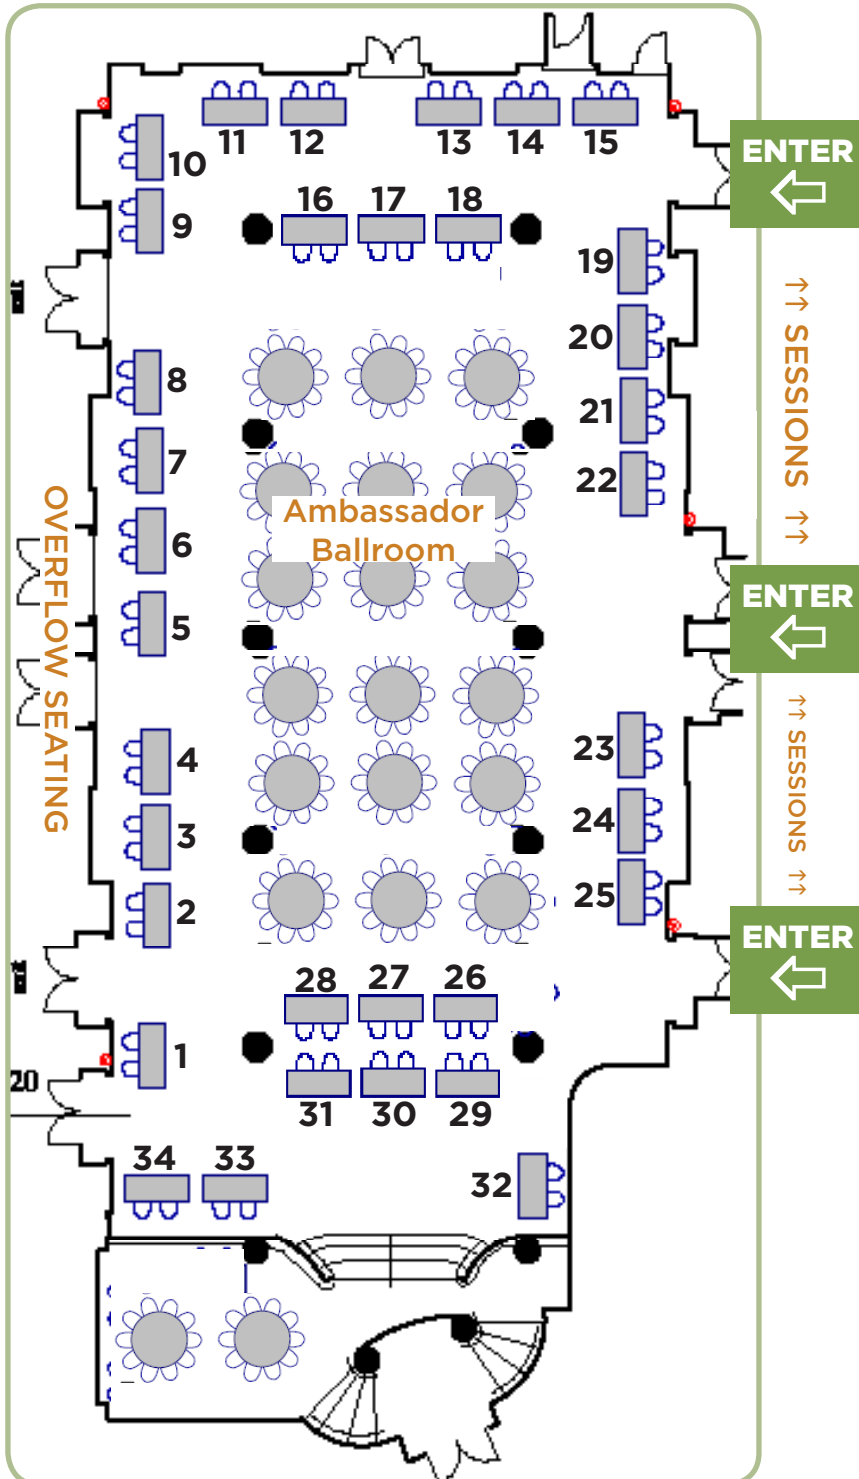 11 12 13 14 15
ENTER
10
9
16 17 18
19
20
21
22
↑↑ SESSIONS ↑↑
8
7
6
5
OVERFLOW SEATING
Ambassador
Ballroom
ENTER
4
3
2
23
24
25
↑↑ SESSIONS ↑↑
ENTER
28 27 26
1
20
31 30 29
34 33
32